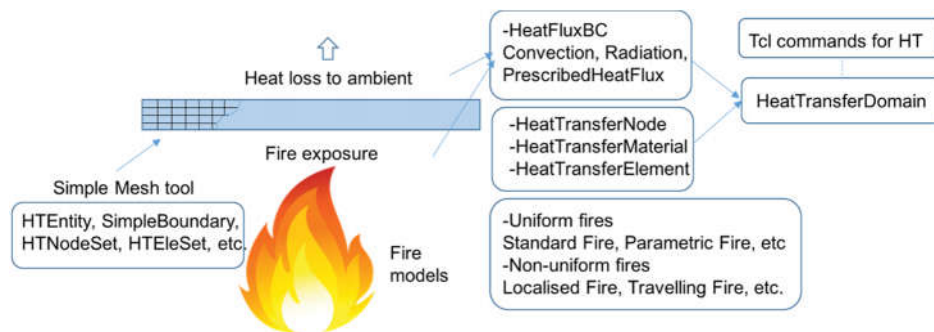 Heat loss to ambient
Fire exposure
Simple Mesh tool
HTEntity, SimpleBoundary,
HTNodeSet, HTEleSet, etc.
Fire
models
-HeatFluxBC
Convection, Radiation,
PrescribedHeatFlux
-HeatTransferNode
-HeatTransferMaterial
-HeatTransferElement
-Uniform fires
Standard Fire, Parametric Fire, etc
-Non-uniform fires
Localised Fire, Travelling Fire, etc.
Tcl commands for HT
HeatTransferDomain